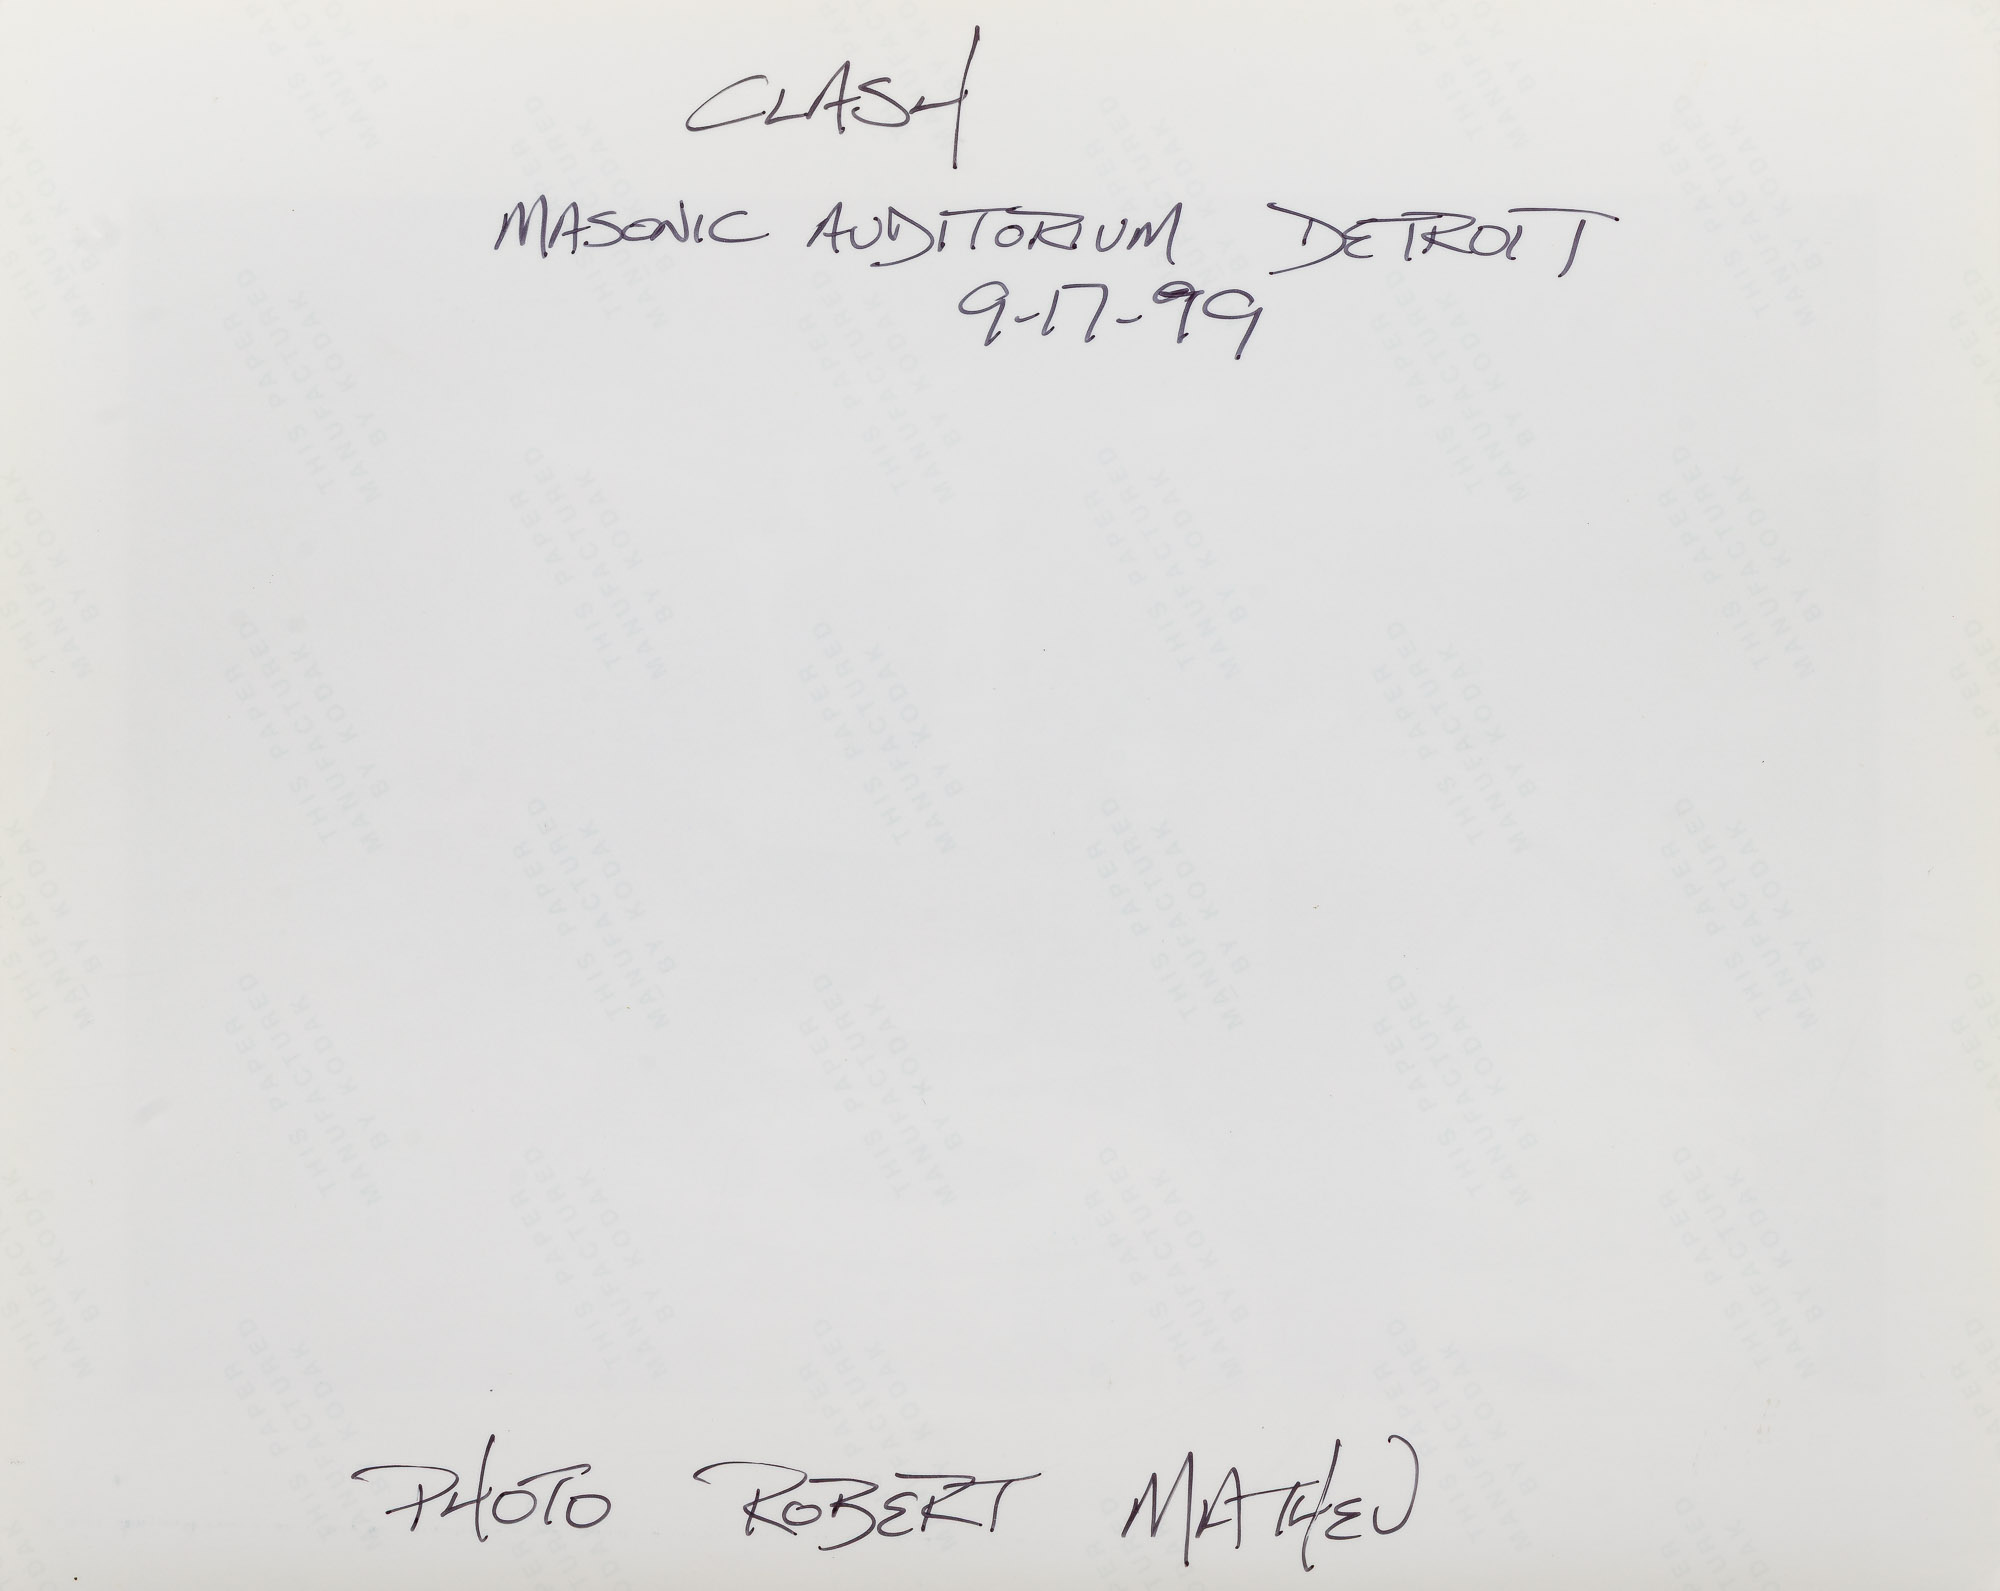 CLASH
MASONIC AUDITORIUM DETROIT
9-17-99
PHOTO ROBERT MATHEU
THIS PAPER
MANUFACTURED
BY KODAK